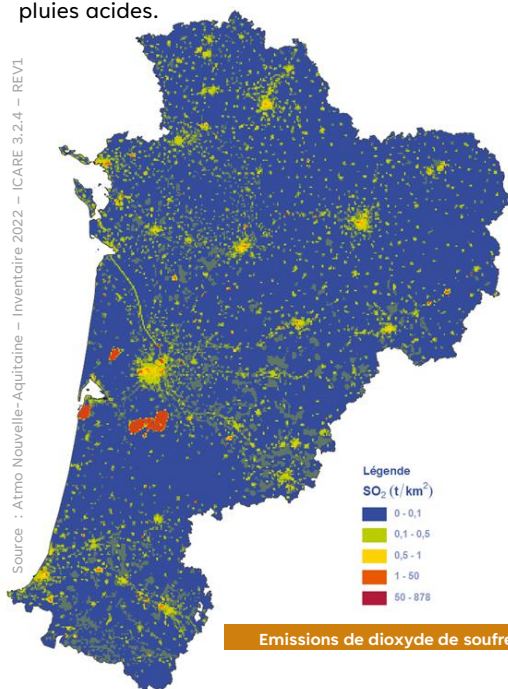 pluies acides.
Source : Atmo Nouvelle-Aquitaine – Inventaire 2022 – ICARE 3.2.4 – REV1
Légende
SO₂ (t/km²)
0 - 0,1
0,1 - 0,5
0,5 - 1
1 - 50
50 - 878
Emissions de dioxyde de soufre